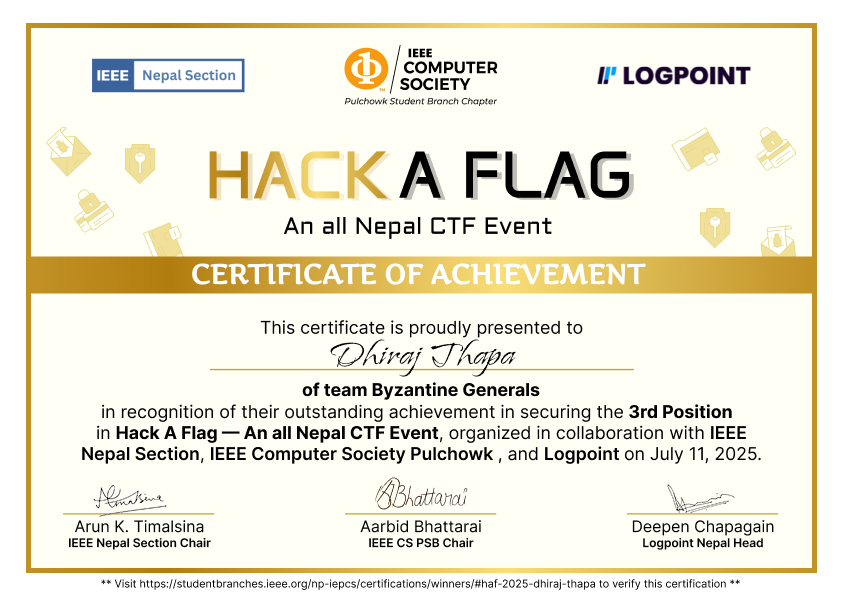 IEEE Nepal Section
IEEE
COMPUTER
SOCIETY
TM
Pulchowk Student Branch Chapter
LOGPOINT
HACK A FLAG
An all Nepal CTF Event
CERTIFICATE OF ACHIEVEMENT
This certificate is proudly presented to
Dhiraj Thapa
of team Byzantine Generals
in recognition of their outstanding achievement in securing the 3rd Position
in Hack A Flag — An all Nepal CTF Event, organized in collaboration with IEEE
Nepal Section, IEEE Computer Society Pulchowk , and Logpoint on July 11, 2025.
ABhattarai
Arun K. Timalsina
IEEE Nepal Section Chair
Aarbid Bhattarai
IEEE CS PSB Chair
Deepen Chapagain
Logpoint Nepal Head
** Visit https://studentbranches.ieee.org/np-iepcs/certifications/winners/#haf-2025-dhiraj-thapa to verify this certification **